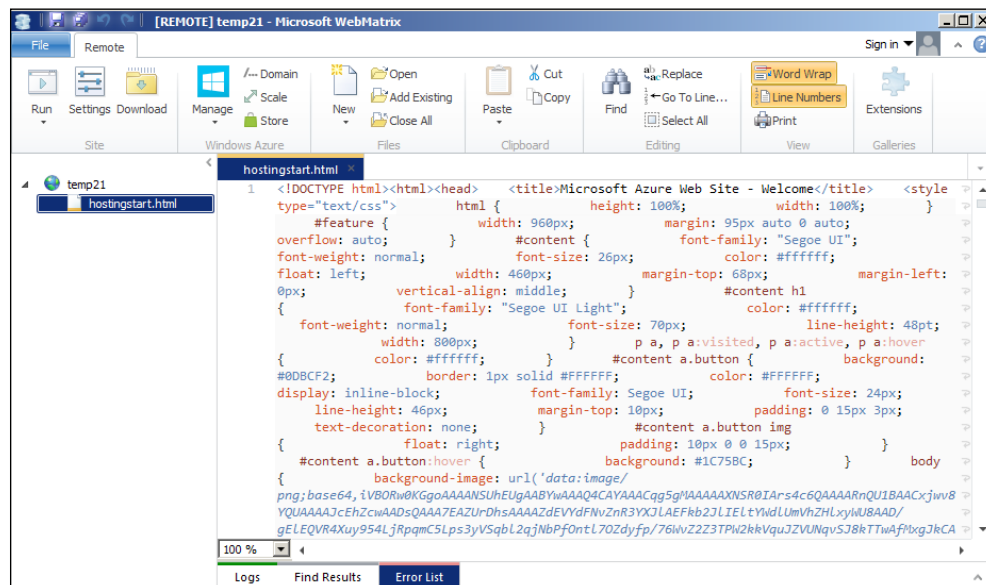 [REMOTE] temp21 - Microsoft WebMatrix
File Remote Sign in
Run Settings Download
Site
Manage Domain Scale Store
Windows Azure
New Open Add Existing Close All
Files
Paste Cut Copy
Clipboard
Find Replace Go To Line... Select All
Editing
Word Wrap Line Numbers Print
View
Extensions
Galleries
temp21
hostingstart.html
hostingstart.html
1 <!DOCTYPE html><html><head> <title>Microsoft Azure Web Site - Welcome</title> <style
type="text/css"> html { height: 100%; width: 100%; }
#feature { width: 960px; margin: 95px auto 0 auto;
overflow: auto; } #content { font-family: "Segoe UI";
font-weight: normal; font-size: 26px; color: #ffffff;
float: left; width: 460px; margin-top: 68px; margin-left:
0px; vertical-align: middle; } #content h1
{ font-family: "Segoe UI Light"; color: #ffffff;
font-weight: normal; font-size: 70px; line-height: 48pt;
width: 800px; } p a, p a:visited, p a:active, p a:hover
{ color: #ffffff; } #content a.button { background:
#0DBCF2; border: 1px solid #FFFFFF; color: #FFFFFF;
display: inline-block; font-family: Segoe UI; font-size: 24px;
line-height: 46px; margin-top: 10px; padding: 0 15px 3px;
text-decoration: none; } #content a.button img
{ float: right; padding: 10px 0 0 15px; }
#content a.button:hover { background: #1C75BC; } body
{ background-image: url('data:image/
100 %
Logs Find Results Error List